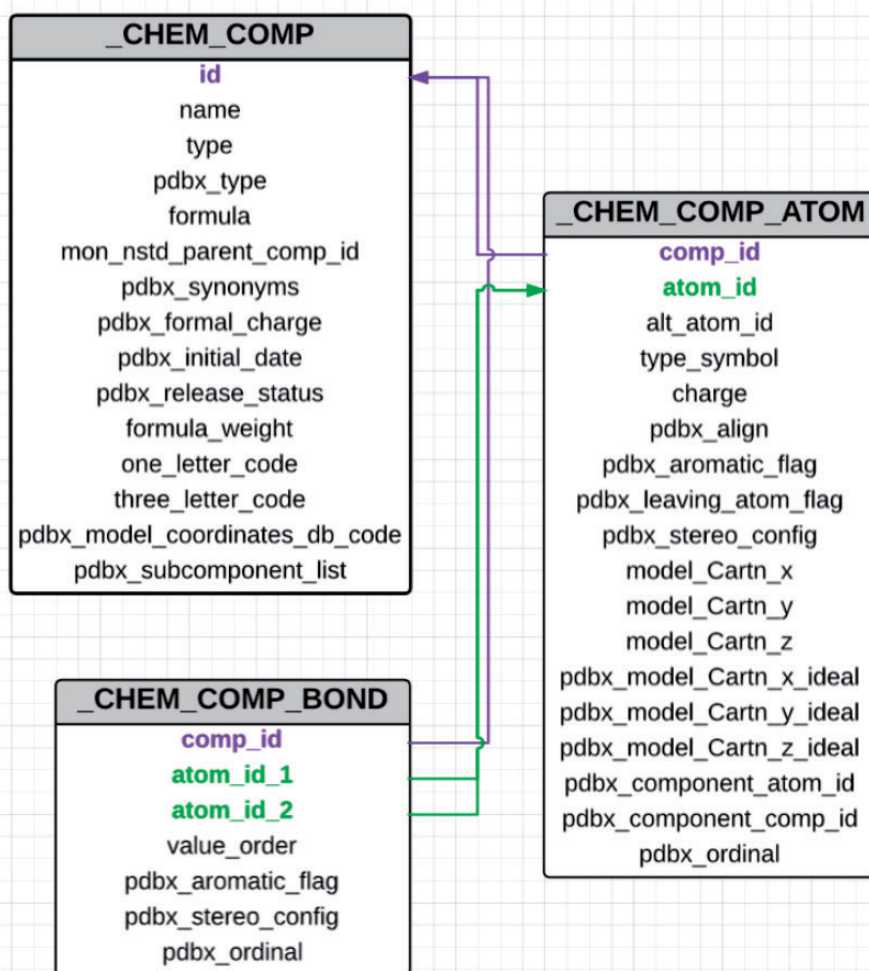 _CHEM_COMP
id
name
type
pdbx_type
formula
mon_nstd_parent_comp_id
pdbx_synonyms
pdbx_formal_charge
pdbx_initial_date
pdbx_release_status
formula_weight
one_letter_code
three_letter_code
pdbx_model_coordinates_db_code
pdbx_subcomponent_list
_CHEM_COMP_ATOM
comp_id
atom_id
alt_atom_id
type_symbol
charge
pdbx_align
pdbx_aromatic_flag
pdbx_leaving_atom_flag
pdbx_stereo_config
model_Cartn_x
model_Cartn_y
model_Cartn_z
pdbx_model_Cartn_x_ideal
pdbx_model_Cartn_y_ideal
pdbx_model_Cartn_z_ideal
pdbx_component_atom_id
pdbx_component_comp_id
pdbx_ordinal
_CHEM_COMP_BOND
comp_id
atom_id_1
atom_id_2
value_order
pdbx_aromatic_flag
pdbx_stereo_config
pdbx_ordinal